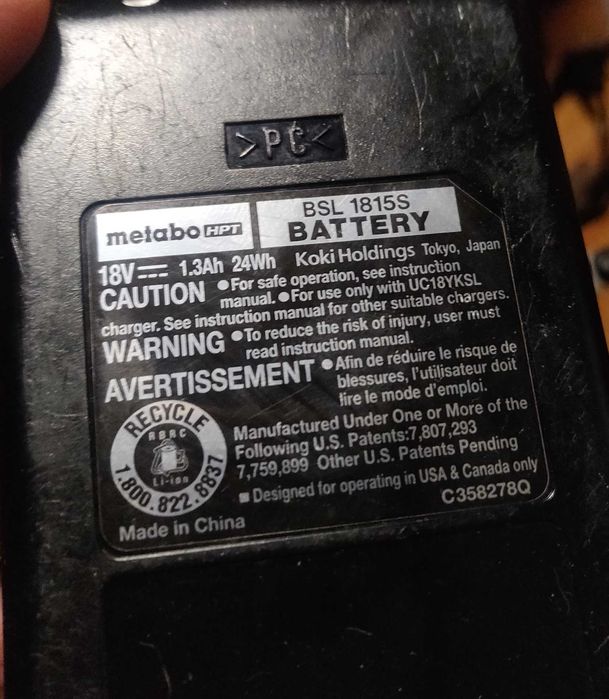 >PC<
metabo HPT
BSL 1815S
BATTERY
18V 1.3Ah 24Wh Koki Holdings Tokyo, Japan
CAUTION ●For safe operation, see instruction
manual. ●For use only with UC18YKSL
charger. See instruction manual for other suitable chargers.
WARNING ●To reduce the risk of injury, user must
read instruction manual.
AVERTISSEMENT ●Afin de réduire le risque de
blessures, l'utilisateur doit
lire le mode d'emploi.
RECYCLE
RBRC
Li-ion
1.800.822.8837
Manufactured Under One or More of the
Following U.S. Patents:7,807,293
7,759,899 Other U.S. Patents Pending
■ Designed for operating in USA & Canada only
C358278Q
Made in China